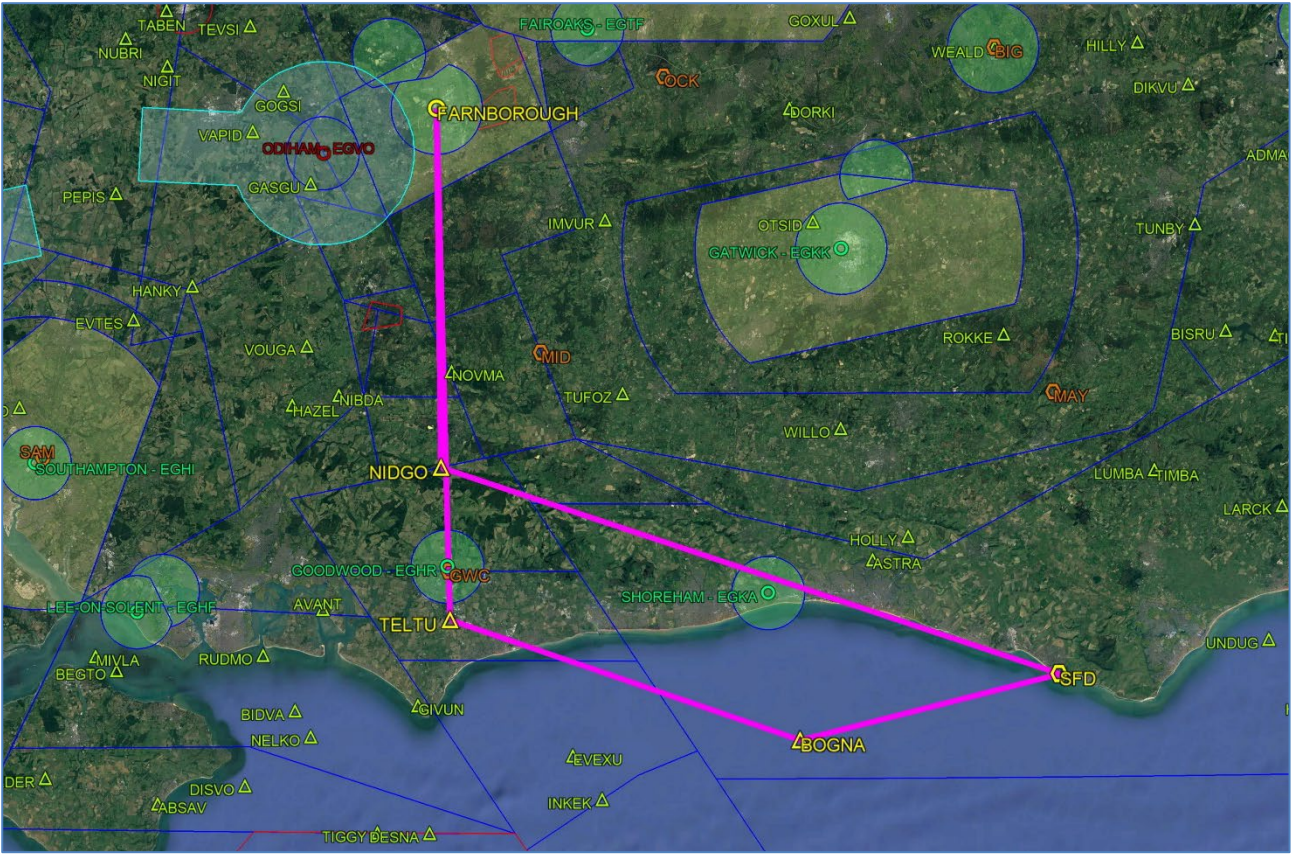 TABEN
TEVSI
FAIROAKS - EGTF
GOXUL
NUBRI
WEALD
BIG
HILLY
NIGIT
OCK
DIKVU
GOGSI
FARNBOROUGH
DORKI
VAPID
ODIHAM - EGVO
ADMA
GASGU
PEPIS
IMVUR
OTSID
TUNBY
GATWICK - EGKK
HANKY
EVTES
ROKKE
BISRU
TI
VOUGA
MID
NOVMA
TUFOZ
MAY
NIBDA
HAZEL
WILLO
SAM
SOUTHAMPTON - EGHI
NIDGO
LUMBA
TIMBA
LARCK
HOLLY
ASTRA
GOODWOOD - EGHR
GWC
SHOREHAM - EGKA
LEE-ON-SOLENT - EGHF
AVANT
TELTU
UNDUG
MIVLA
RUDMO
BEGTO
SFD
GIVUN
BIDVA
NELKO
BOGNA
EVEXU
DER
DISVO
ABSAV
INKEK
TIGGY
DESNA